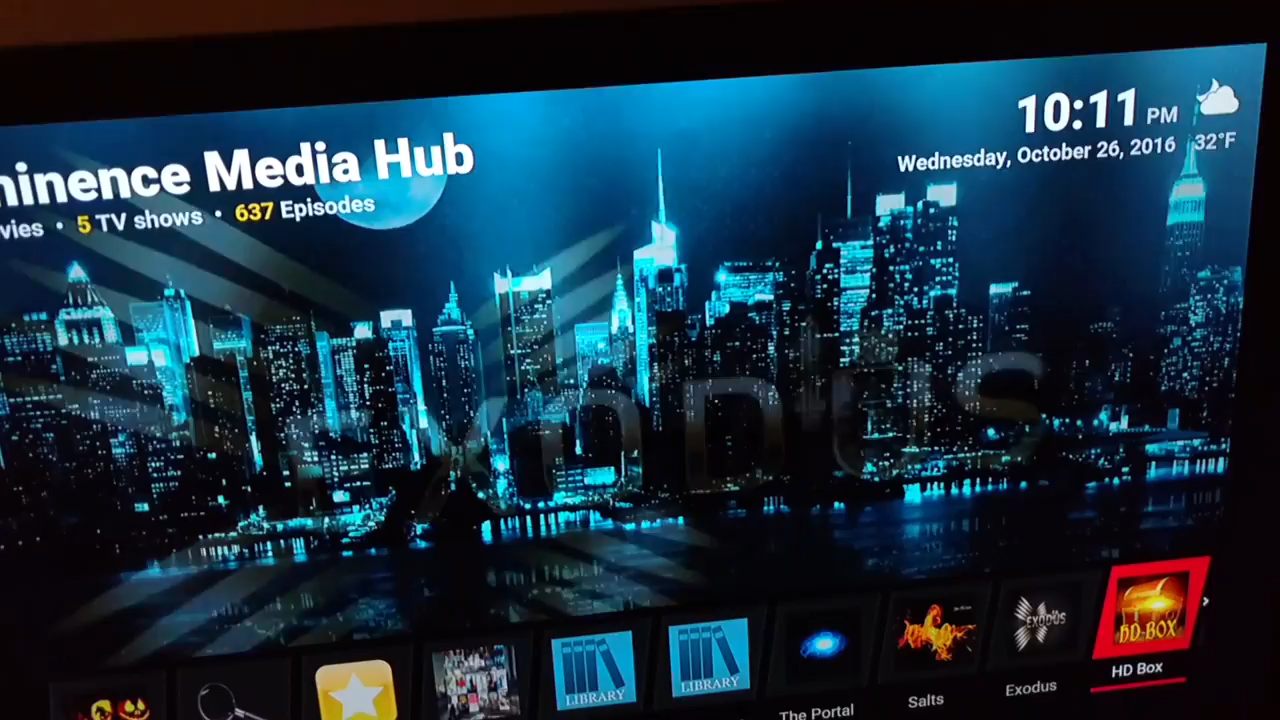 minence Media Hub
vies • 5 TV shows • 637 Episodes
10:11 PM
Wednesday, October 26, 2016 32°F
EXODUS
LIBRARY
LIBRARY
EXODUS
HD-BOX
The Portal
Salts
Exodus
HD Box